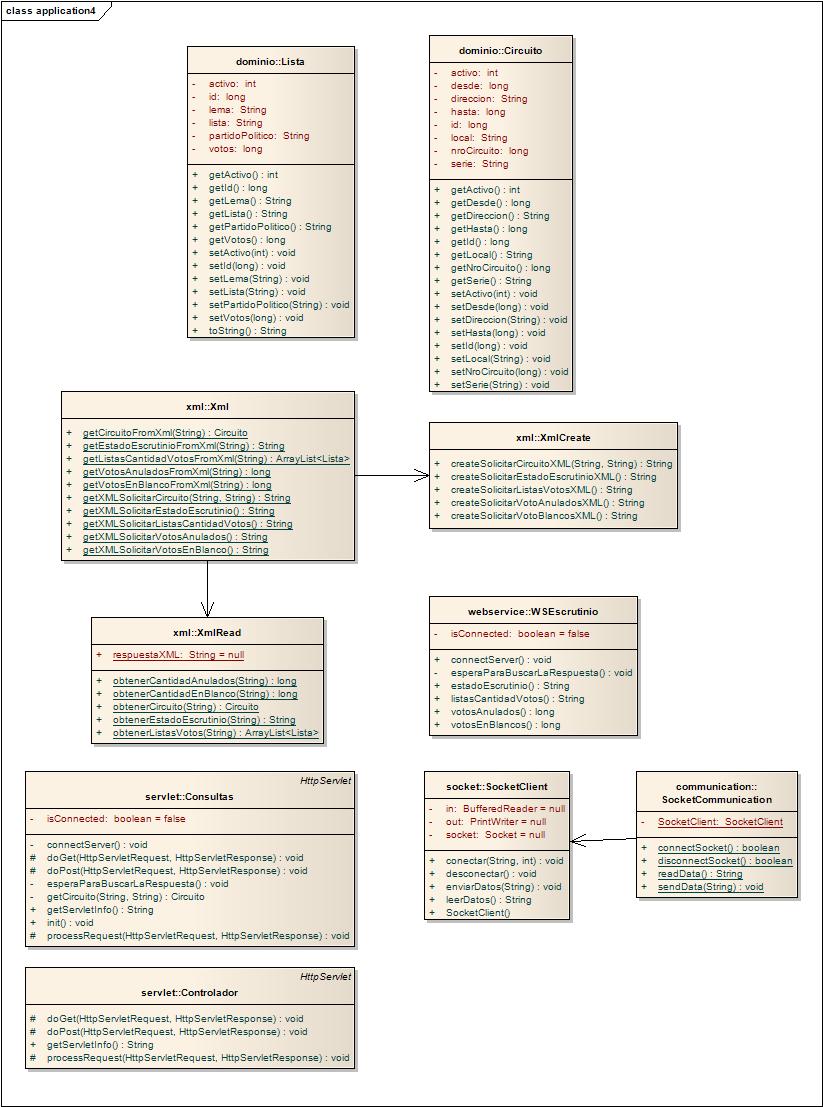 class application4
dominio::Lista
- activo: int
- id: long
- lema: String
- lista: String
- partidoPolitico: String
- votos: long
+ getActivo() : int
+ getId() : long
+ getLema() : String
+ getLista() : String
+ getPartidoPolitico() : String
+ getVotos() : long
+ setActivo(int) : void
+ setId(long) : void
+ setLema(String) : void
+ setLista(String) : void
+ setPartidoPolitico(String) : void
+ setVotos(long) : void
+ toString() : String
dominio::Circuito
- activo: int
- desde: long
- direccion: String
- hasta: long
- id: long
- local: String
- nroCircuito: long
- serie: String
+ getActivo() : int
+ getDesde() : long
+ getDireccion() : String
+ getHasta() : long
+ getId() : long
+ getLocal() : String
+ getNroCircuito() : long
+ getSerie() : String
+ setActivo(int) : void
+ setDesde(long) : void
+ setDireccion(String) : void
+ setHasta(long) : void
+ setId(long) : void
+ setLocal(String) : void
+ setNroCircuito(long) : void
+ setSerie(String) : void
xml::Xml
+ getCircuitoFromXml(String) : Circuito
+ getEstadoEscrutinioFromXml(String) : String
+ getListasCantidadVotosFromXml(String) : ArrayList<Lista>
+ getVotosAnuladosFromXml(String) : long
+ getVotosEnBlancoFromXml(String) : long
+ getXMLSolicitarCircuito(String, String) : String
+ getXMLSolicitarEstadoEscrutinio() : String
+ getXMLSolicitarListasCantidadVotos() : String
+ getXMLSolicitarVotosAnulados() : String
+ getXMLSolicitarVotosEnBlanco() : String
xml::XmlCreate
+ createSolicitarCircuitoXML(String, String) : String
+ createSolicitarEstadoEscrutinioXML() : String
+ createSolicitarListasVotosXML() : String
+ createSolicitarVotoAnuladosXML() : String
+ createSolicitarVotoBlancosXML() : String
xml::XmlRead
+ respuestaXML: String = null
+ obtenerCantidadAnulados(String) : long
+ obtenerCantidadEnBlanco(String) : long
+ obtenerCircuito(String) : Circuito
+ obtenerEstadoEscrutinio(String) : String
+ obtenerListasVotos(String) : ArrayList<Lista>
webservice::WSEscrutinio
- isConnected: boolean = false
+ connectServer() : void
- esperaParaBuscarLaRespuesta() : void
+ estadoEscrutinio() : String
+ listasCantidadVotos() : String
+ votosAnulados() : long
+ votosEnBlancos() : long
HttpServlet
servlet::Consultas
- isConnected: boolean = false
- connectServer() : void
# doGet(HttpServletRequest, HttpServletResponse) : void
# doPost(HttpServletRequest, HttpServletResponse) : void
- esperaParaBuscarLaRespuesta() : void
- getCircuito(String, String) : Circuito
+ getServletInfo() : String
+ init() : void
# processRequest(HttpServletRequest, HttpServletResponse) : void
socket::SocketClient
- in: BufferedReader = null
- out: PrintWriter = null
- socket: Socket = null
+ conectar(String, int) : void
+ desconectar() : void
+ enviarDatos(String) : void
+ leerDatos() : String
+ SocketClient()
communication::
SocketCommunication
- SocketClient: SocketClient
+ connectSocket() : boolean
+ disconnectSocket() : boolean
+ readData() : String
+ sendData(String) : void
HttpServlet
servlet::Controlador
# doGet(HttpServletRequest, HttpServletResponse) : void
# doPost(HttpServletRequest, HttpServletResponse) : void
+ getServletInfo() : String
# processRequest(HttpServletRequest, HttpServletResponse) : void